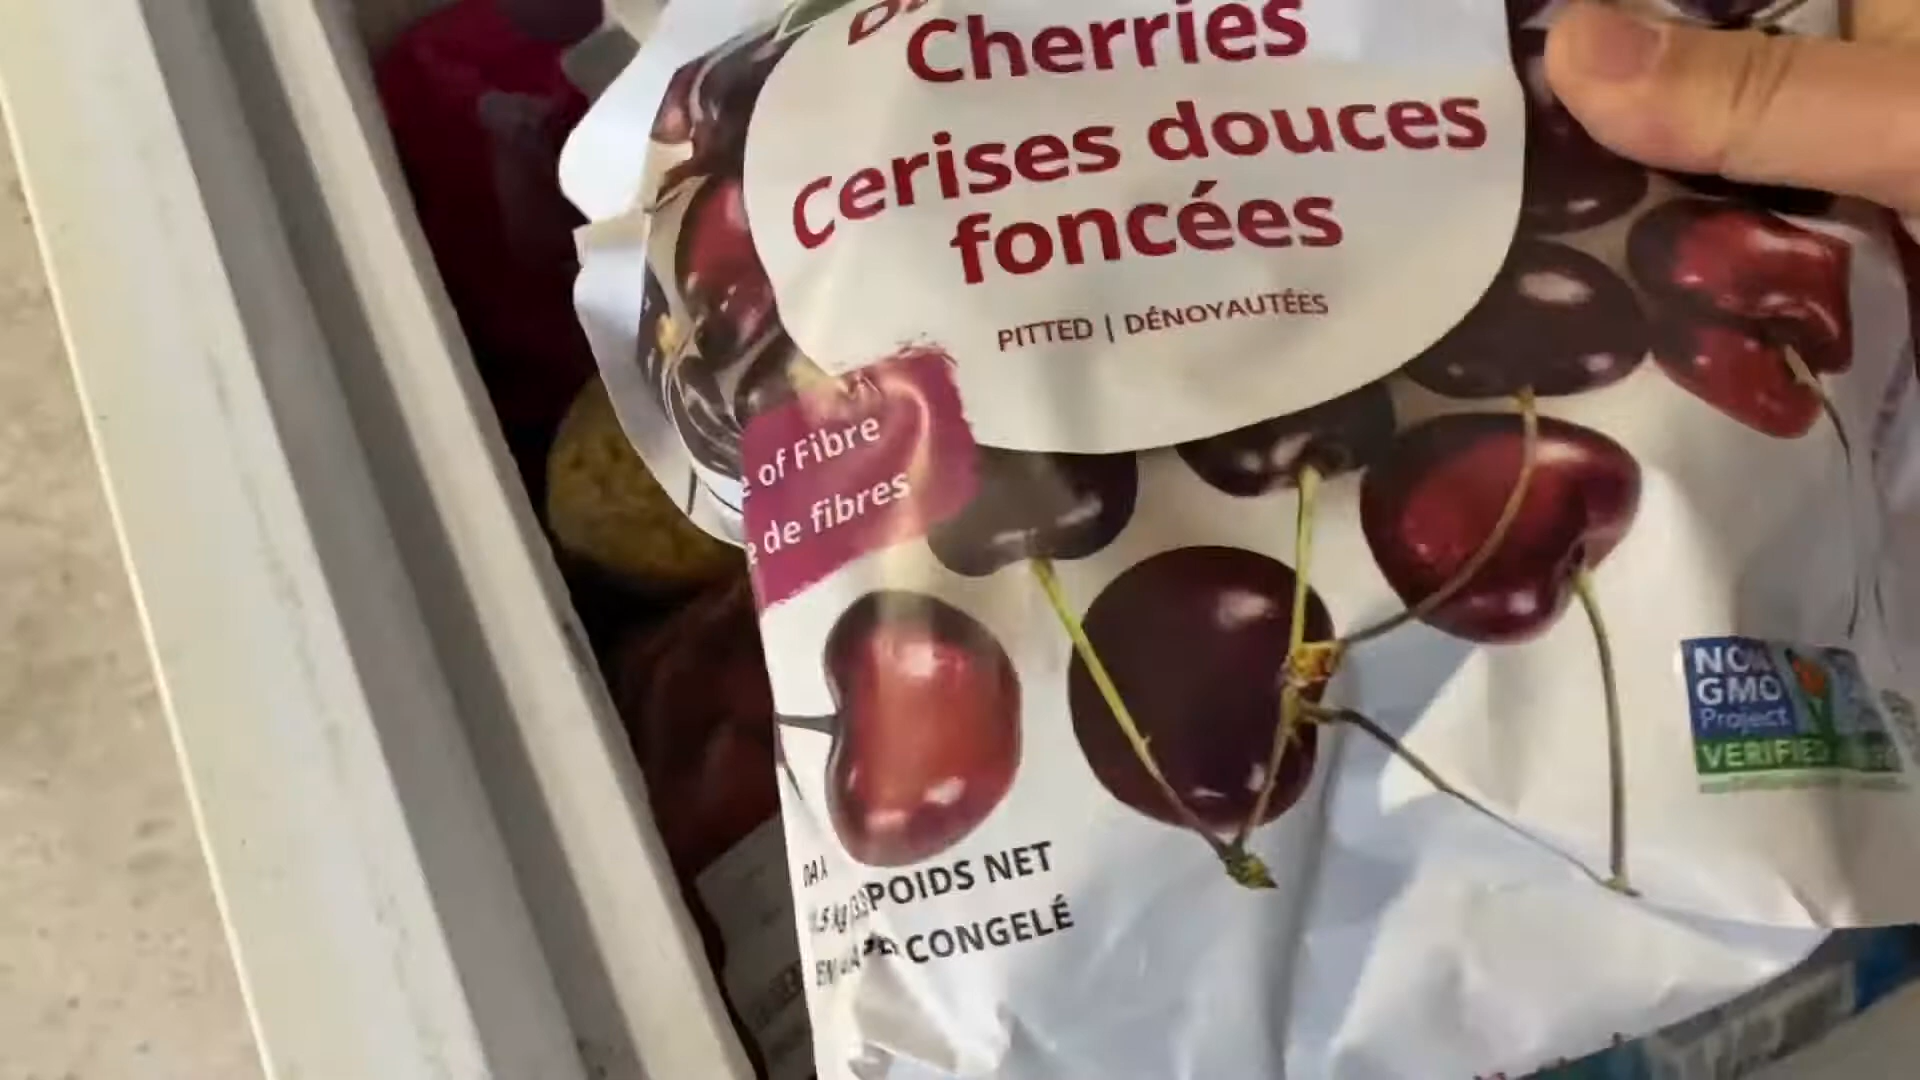 Cherries
Cerises douces
foncées
PITTED | DÉNOYAUTÉES
of Fibre
de fibres
NON
GMO
Project
VERIFIED
POIDS NET
CONGELÉ